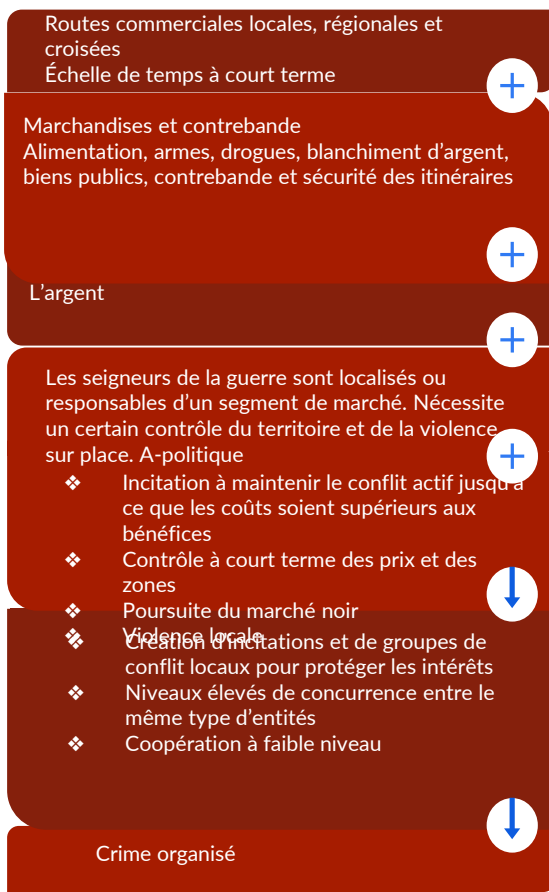 Routes commerciales locales, régionales et
croisées
Échelle de temps à court terme
Marchandises et contrebande
Alimentation, armes, drogues, blanchiment d’argent,
biens publics, contrebande et sécurité des itinéraires
L’argent
Les seigneurs de la guerre sont localisés ou
responsables d’un segment de marché. Nécessite
un certain contrôle du territoire et de la violence
sur place. A-politique
❖ Incitation à maintenir le conflit actif jusqu’à
ce que les coûts soient supérieurs aux
bénéfices
❖ Contrôle à court terme des prix et des
zones
❖ Poursuite du marché noir
❖ Violence locale
❖ Création d’incitations et de groupes de
conflit locaux pour protéger les intérêts
❖ Niveaux élevés de concurrence entre le
même type d’entités
❖ Coopération à faible niveau
Crime organisé